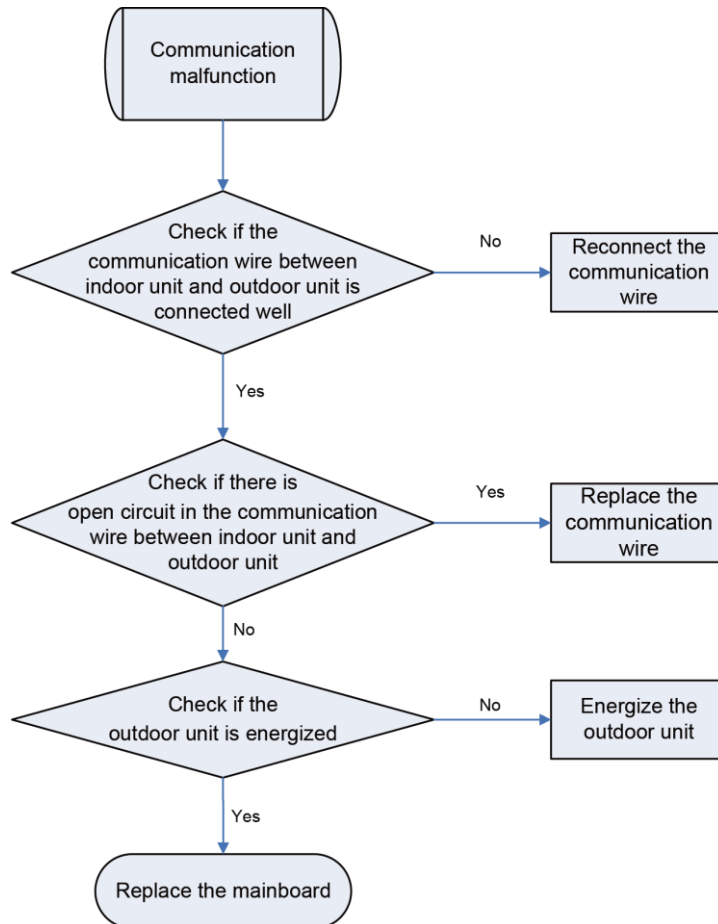 Communication
malfunction
Check if the
communication wire between
indoor unit and outdoor unit is
connected well
No
Reconnect the
communication
wire
Yes
Check if there is
open circuit in the communication
wire between indoor unit and
outdoor unit
Yes
Replace the
communication
wire
No
Check if the
outdoor unit is energized
No
Energize the
outdoor unit
Yes
Replace the mainboard